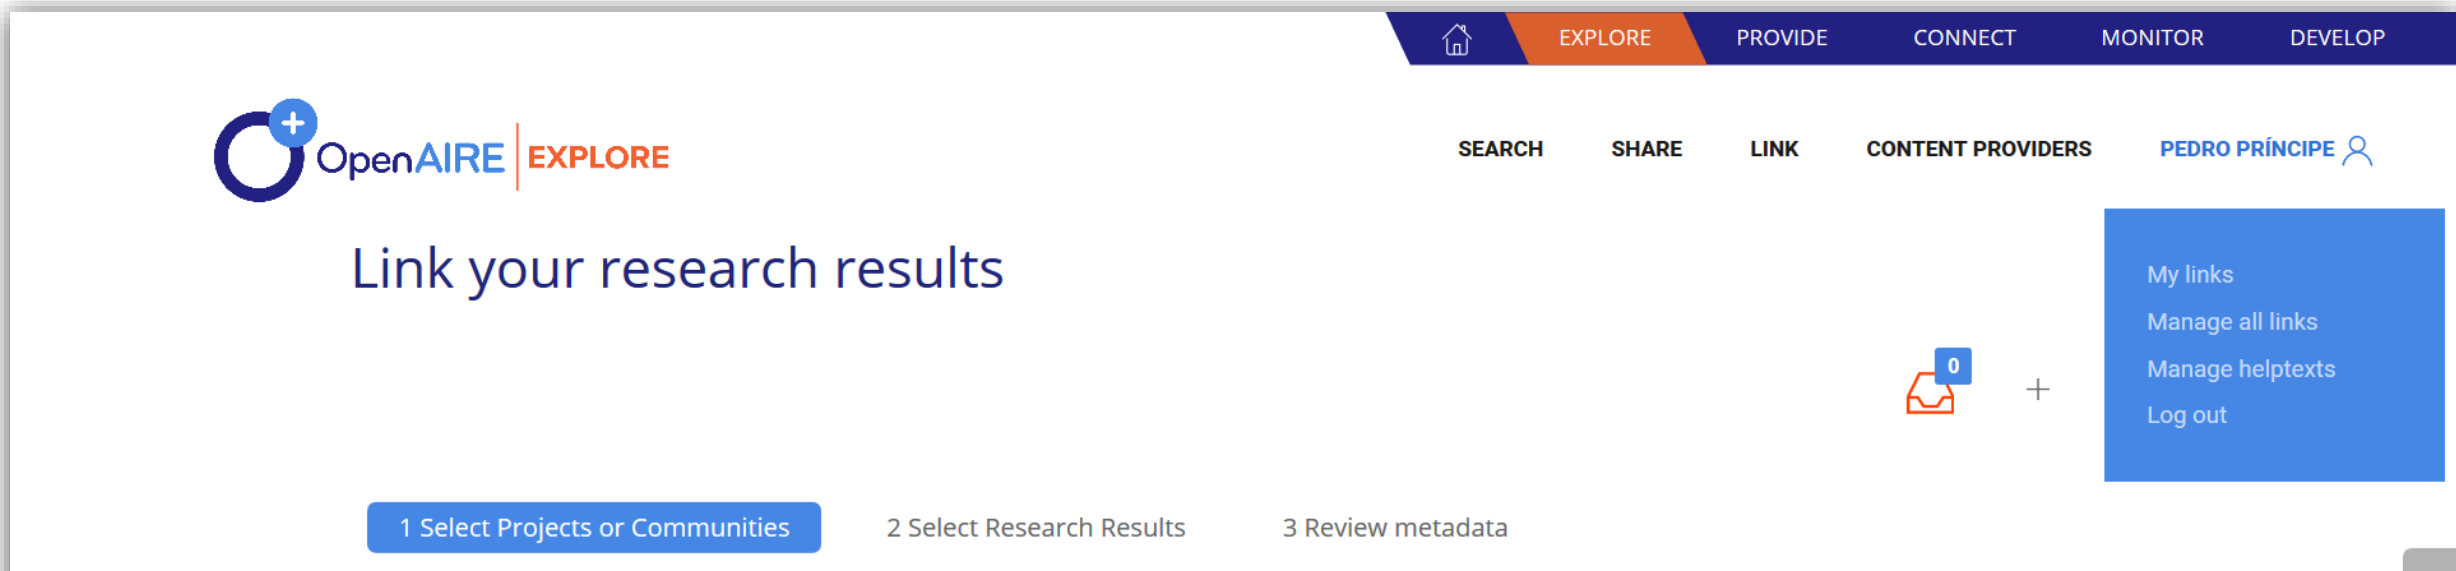 EXPLORE PROVIDE CONNECT MONITOR DEVELOP
OpenAIRE EXPLORE
SEARCH SHARE LINK CONTENT PROVIDERS PEDRO PRÍNCIPE
Link your research results
My links
Manage all links
Manage helptexts
Log out
0
1 Select Projects or Communities 2 Select Research Results 3 Review metadata